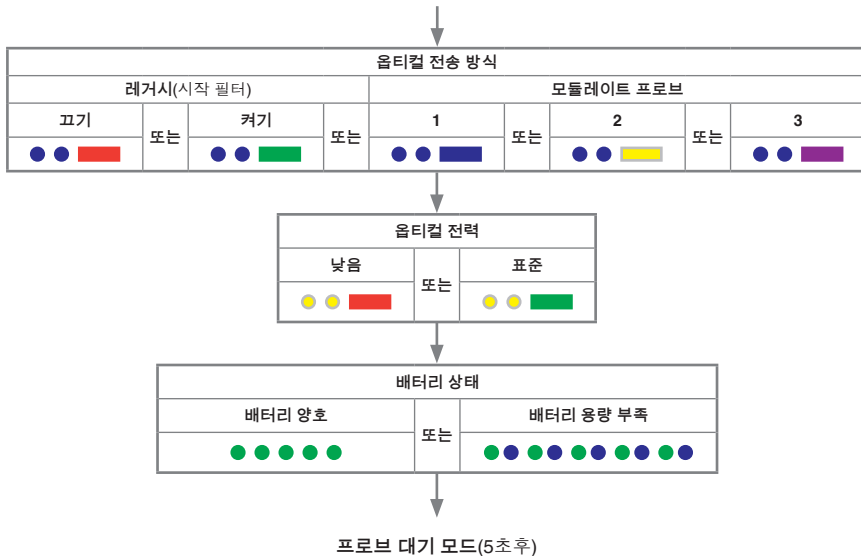 옵티컬 전송 방식
레거시(시작 필터) 모듈레이트 프로브
끄기 또는 켜기 또는 1 또는 2 또는 3
옵티컬 전력
낮음 또는 표준
배터리 상태
배터리 양호 또는 배터리 용량 부족
프로브 대기 모드(5초후)